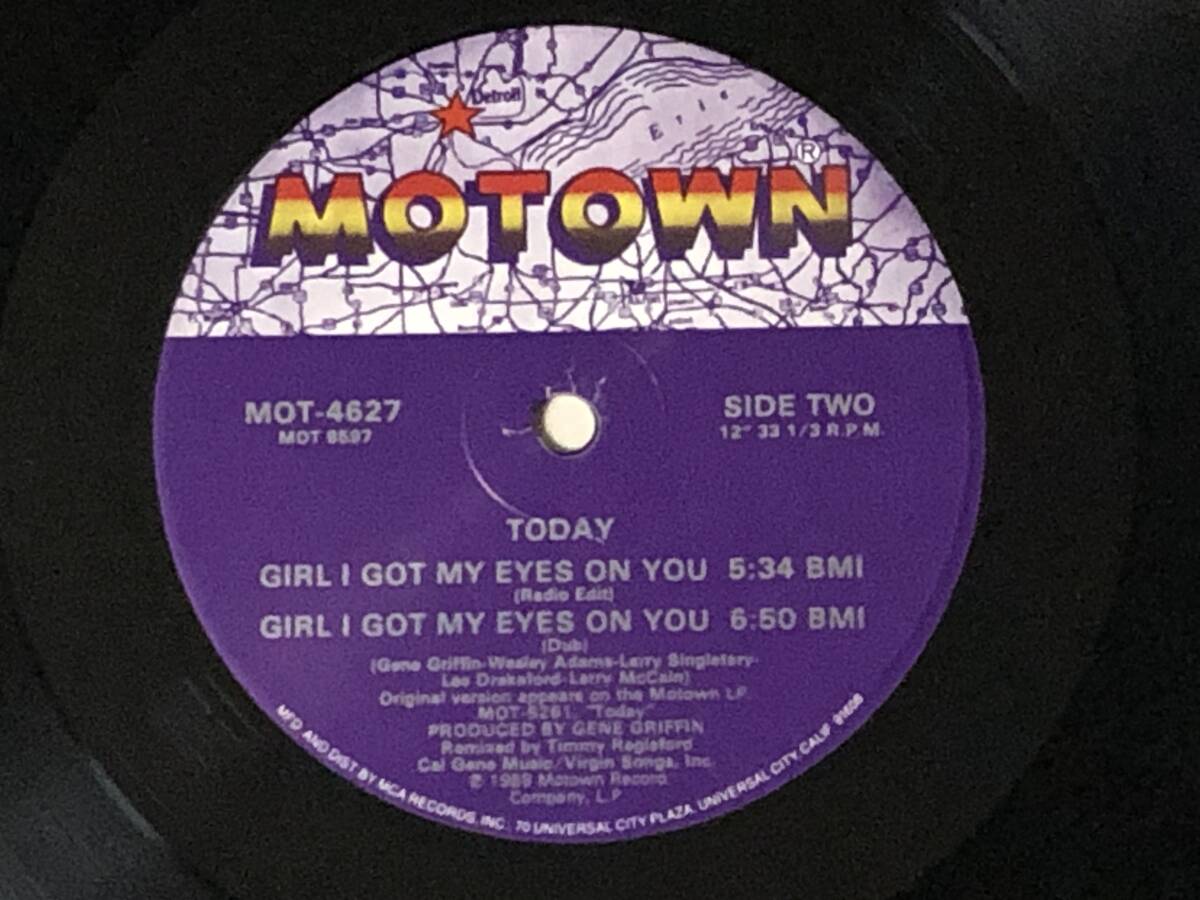 Detroit
Erie
MOTOWN®
MOT-4627
MOT 8597
SIDE TWO
12" 33 1/3 R.P.M.
TODAY
GIRL I GOT MY EYES ON YOU 5:34 BMI
(Radio Edit)
GIRL I GOT MY EYES ON YOU 6:50 BMI
(Dub)
(Gene Griffin-Wesley Adams-Larry Singletary-
Lee Drakeford-Larry McCain)
Original version appears on the Motown LP
MOT-6261, "Today"
PRODUCED BY GENE GRIFFIN
Remixed by Timmy Regisford
Cal Gene Music/Virgin Songs, Inc.
℗ 1989 Motown Record
Company, L.P.
MFD. AND DIST BY MCA RECORDS, INC. 70 UNIVERSAL CITY PLAZA, UNIVERSAL CITY, CALIF. 91608